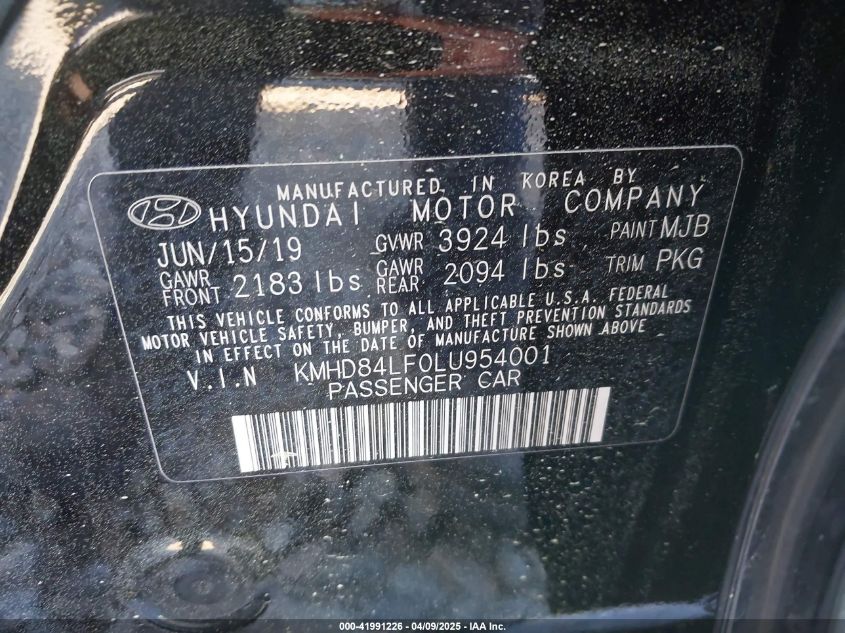 MANUFACTURED IN KOREA BY
HYUNDAI MOTOR COMPANY
JUN/15/19 GVWR 3924 lbs PAINT MJB
GAWR FRONT 2183 lbs GAWR REAR 2094 lbs TRIM PKG
THIS VEHICLE CONFORMS TO ALL APPLICABLE U.S.A. FEDERAL
MOTOR VEHICLE SAFETY, BUMPER, AND THEFT PREVENTION STANDARDS
IN EFFECT ON THE DATE OF MANUFACTURE SHOWN ABOVE
V.I.N KMHD84LF0LU954001
PASSENGER CAR
000-41991226 - 04/09/2025 - IAA Inc.